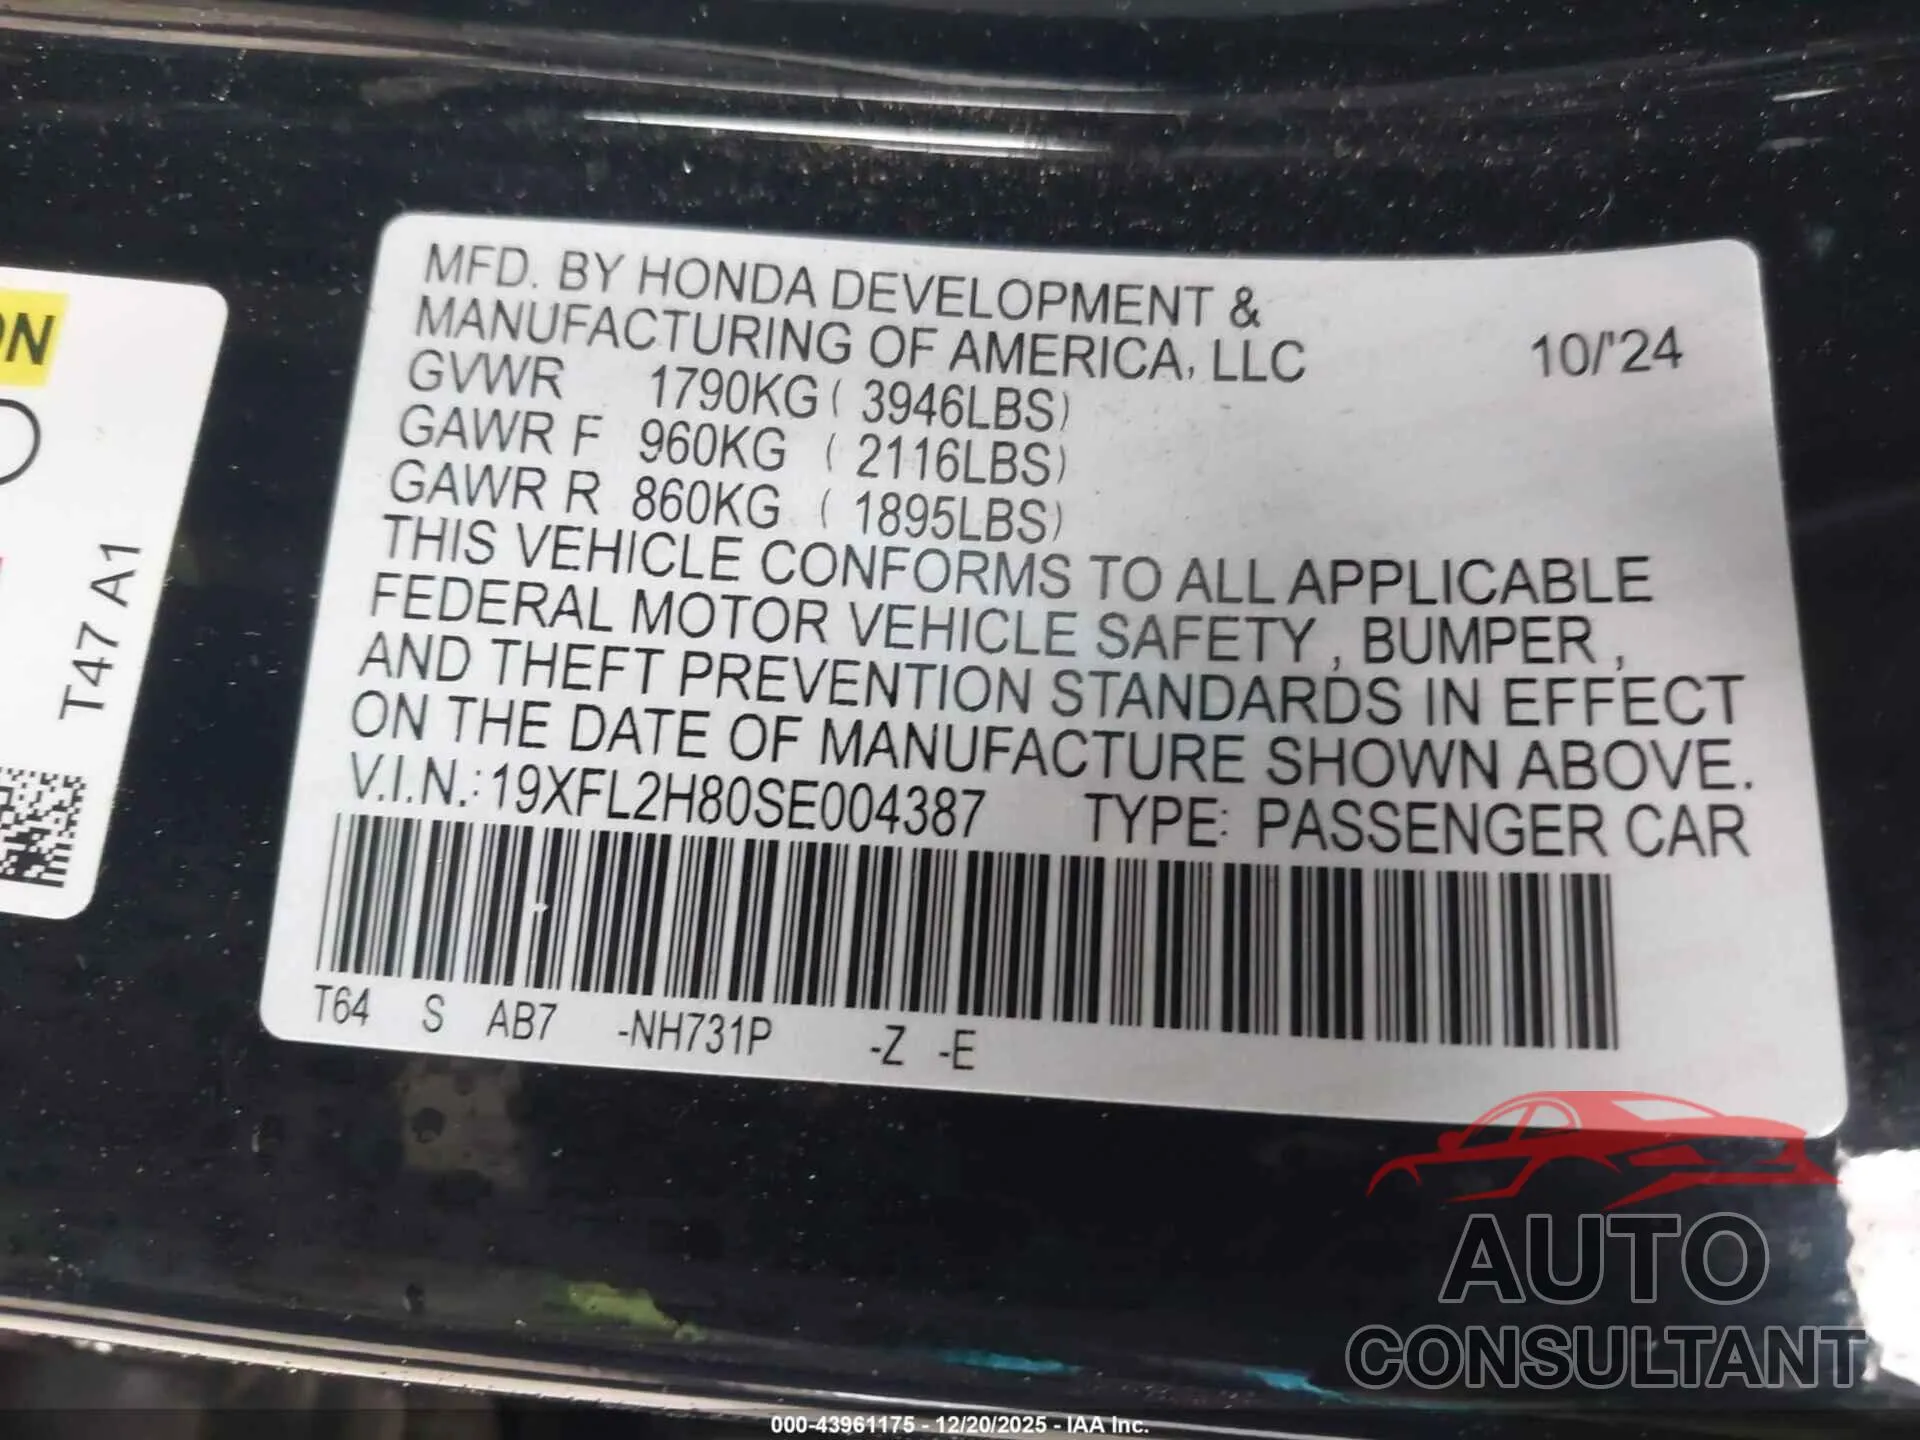 MFD. BY HONDA DEVELOPMENT &
MANUFACTURING OF AMERICA, LLC 10/'24
GVWR 1790KG ( 3946LBS)
GAWR F 960KG ( 2116LBS)
GAWR R 860KG ( 1895LBS)
THIS VEHICLE CONFORMS TO ALL APPLICABLE
FEDERAL MOTOR VEHICLE SAFETY , BUMPER ,
AND THEFT PREVENTION STANDARDS IN EFFECT
ON THE DATE OF MANUFACTURE SHOWN ABOVE.
V.I.N.: 19XFL2H80SE004387 TYPE: PASSENGER CAR
T64 S AB7 -NH731P -Z -E
T47 A1
AUTO
CONSULTANT
000-43961175 - 12/20/2025 - IAA Inc.